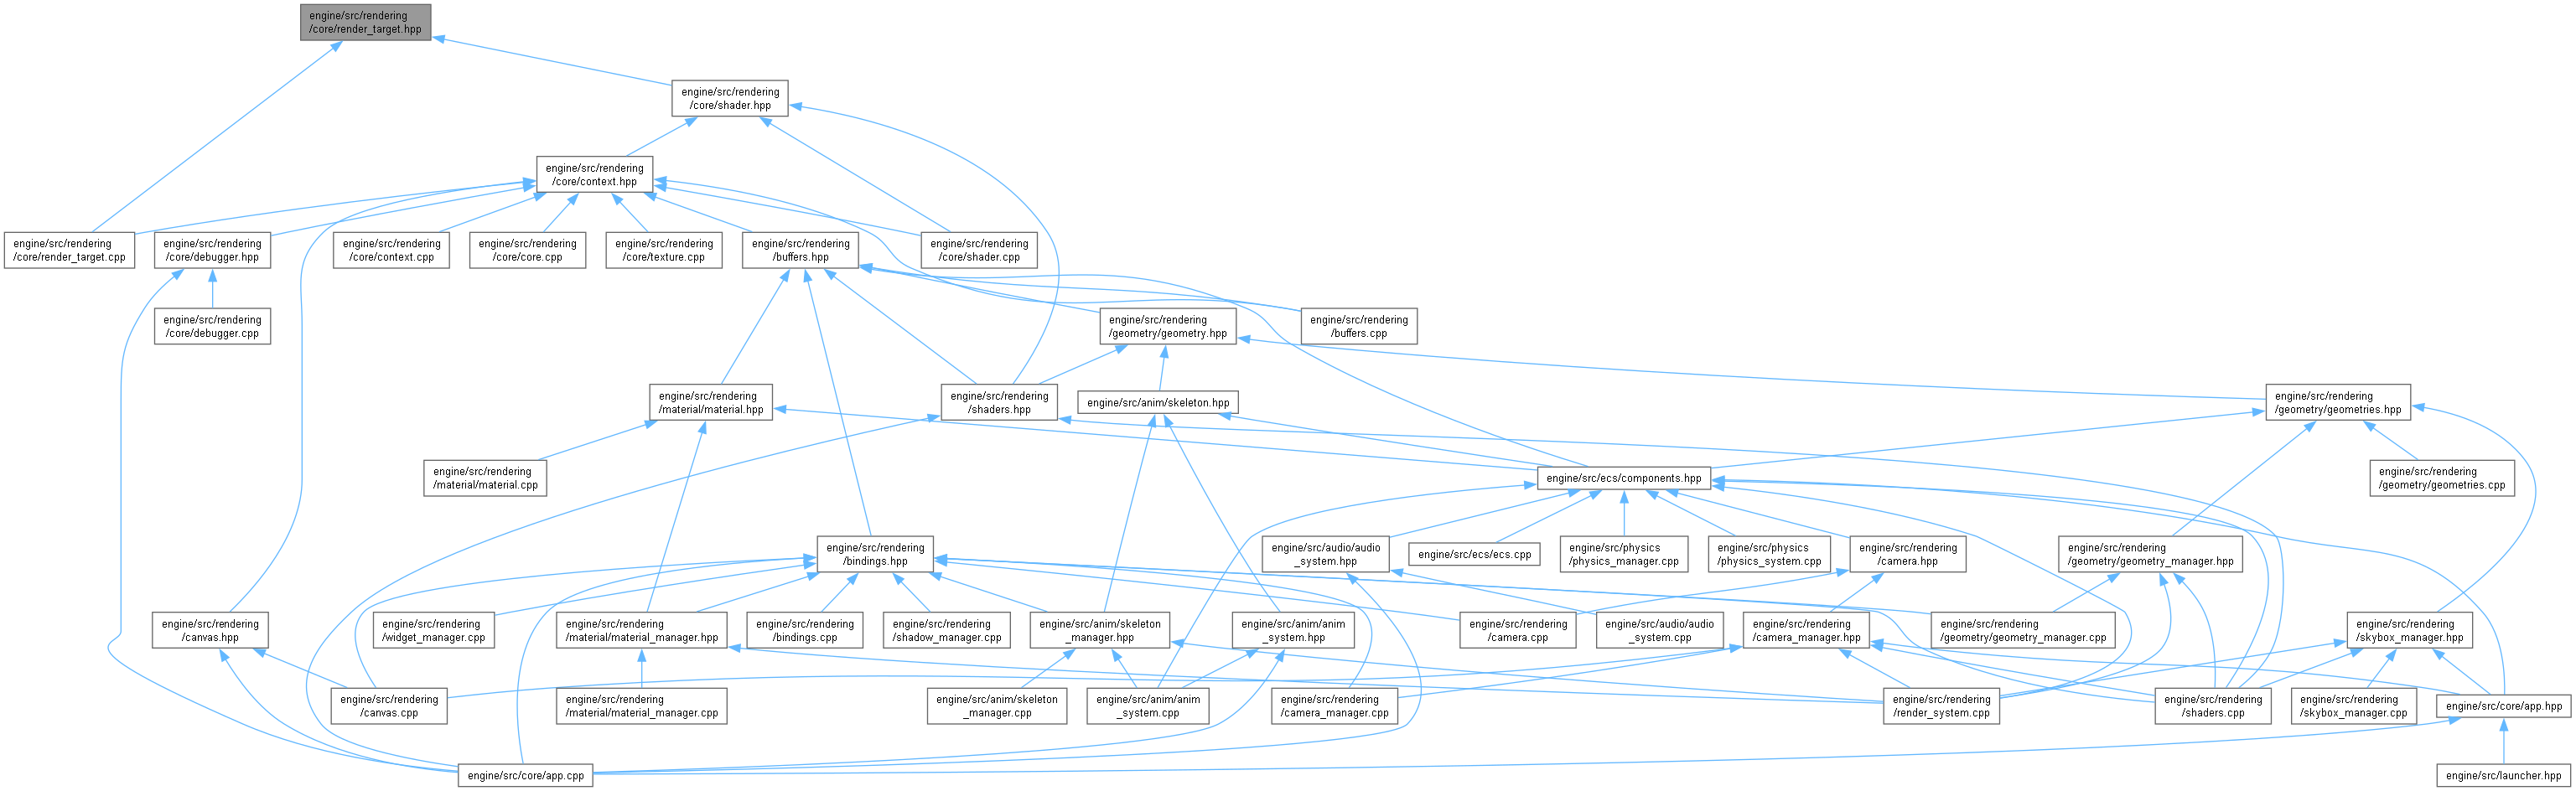 engine/src/rendering
/core/render_target.hpp
engine/src/rendering
/core/shader.hpp
engine/src/rendering
/core/context.hpp
engine/src/rendering
/core/render_target.cpp
engine/src/rendering
/core/debugger.hpp
engine/src/rendering
/core/context.cpp
engine/src/rendering
/core/core.cpp
engine/src/rendering
/core/texture.cpp
engine/src/rendering
/buffers.hpp
engine/src/rendering
/core/shader.cpp
engine/src/rendering
/core/debugger.cpp
engine/src/rendering
/geometry/geometry.hpp
engine/src/rendering
/buffers.cpp
engine/src/rendering
/material/material.hpp
engine/src/rendering
/shaders.hpp
engine/src/anim/skeleton.hpp
engine/src/rendering
/geometry/geometries.hpp
engine/src/rendering
/material/material.cpp
engine/src/ecs/components.hpp
engine/src/rendering
/geometry/geometries.cpp
engine/src/rendering
/bindings.hpp
engine/src/audio/audio
_system.hpp
engine/src/ecs/ecs.cpp
engine/src/physics
/physics_manager.cpp
engine/src/physics
/physics_system.cpp
engine/src/rendering
/camera.hpp
engine/src/rendering
/geometry/geometry_manager.hpp
engine/src/rendering
/canvas.hpp
engine/src/rendering
/widget_manager.cpp
engine/src/rendering
/material/material_manager.hpp
engine/src/rendering
/bindings.cpp
engine/src/rendering
/shadow_manager.cpp
engine/src/anim/skeleton
_manager.hpp
engine/src/anim/anim
_system.hpp
engine/src/rendering
/camera.cpp
engine/src/audio/audio
_system.cpp
engine/src/rendering
/camera_manager.hpp
engine/src/rendering
/geometry/geometry_manager.cpp
engine/src/rendering
/skybox_manager.hpp
engine/src/rendering
/canvas.cpp
engine/src/rendering
/material/material_manager.cpp
engine/src/anim/skeleton
_manager.cpp
engine/src/anim/anim
_system.cpp
engine/src/rendering
/camera_manager.cpp
engine/src/rendering
/render_system.cpp
engine/src/rendering
/shaders.cpp
engine/src/rendering
/skybox_manager.cpp
engine/src/core/app.hpp
engine/src/core/app.cpp
engine/src/launcher.hpp